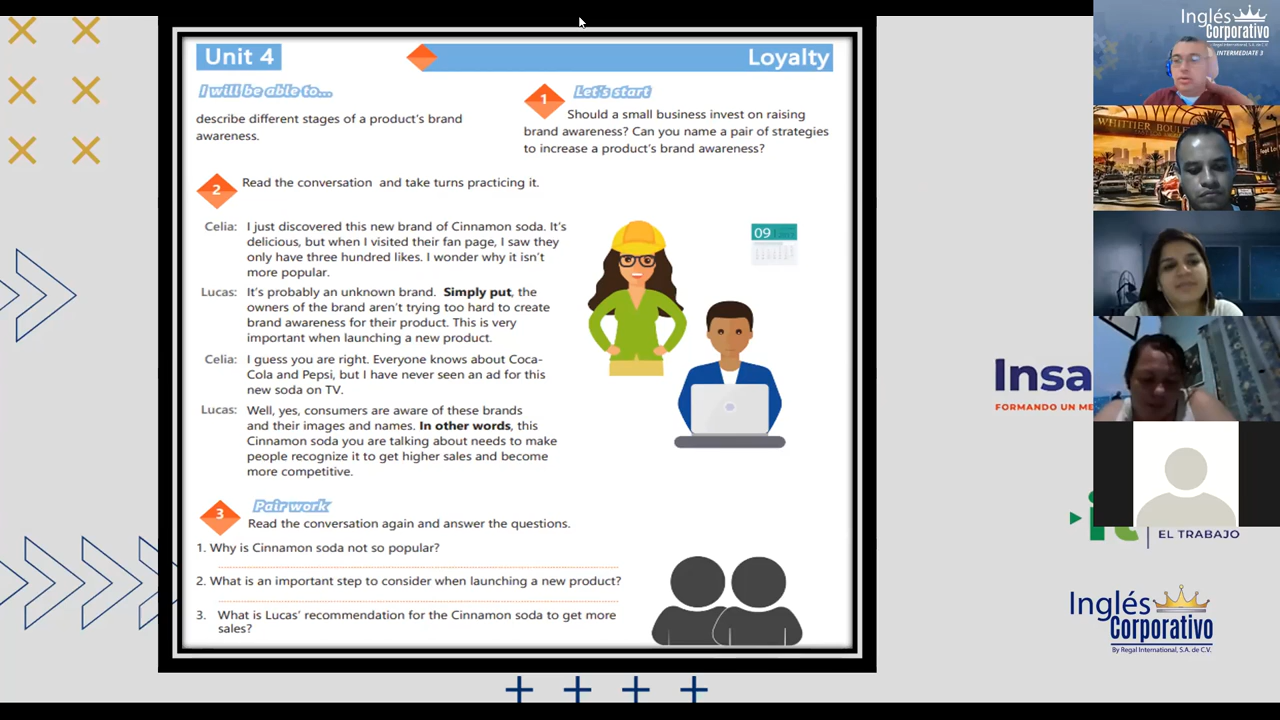 Unit 4
Loyalty
I will be able to...
describe different stages of a product's brand
awareness.
1
Let's start
Should a small business invest on raising
brand awareness? Can you name a pair of strategies
to increase a product's brand awareness?
2
Read the conversation and take turns practicing it.
Celia: I just discovered this new brand of Cinnamon soda. It's
delicious, but when I visited their fan page, I saw they
only have three hundred likes. I wonder why it isn't
more popular.
Lucas: It's probably an unknown brand. Simply put, the
owners of the brand aren't trying too hard to create
brand awareness for their product. This is very
important when launching a new product.
Celia: I guess you are right. Everyone knows about Coca-
Cola and Pepsi, but I have never seen an ad for this
new soda on TV.
Lucas: Well, yes, consumers are aware of these brands
and their images and names. In other words, this
Cinnamon soda you are talking about needs to make
people recognize it to get higher sales and become
more competitive.
09
3
Pair work
Read the conversation again and answer the questions.
1. Why is Cinnamon soda not so popular?
2. What is an important step to consider when launching a new product?
3. What is Lucas' recommendation for the Cinnamon soda to get more
sales?
Inglés
Corporativo
By Regal International, S.A. de C.V.
INTERMEDIATE 3
WHITTIER
Insa
FORMANDO UN ME
EL TRABAJO
Inglés
Corporativo
By Regal International, S.A. de C.V.